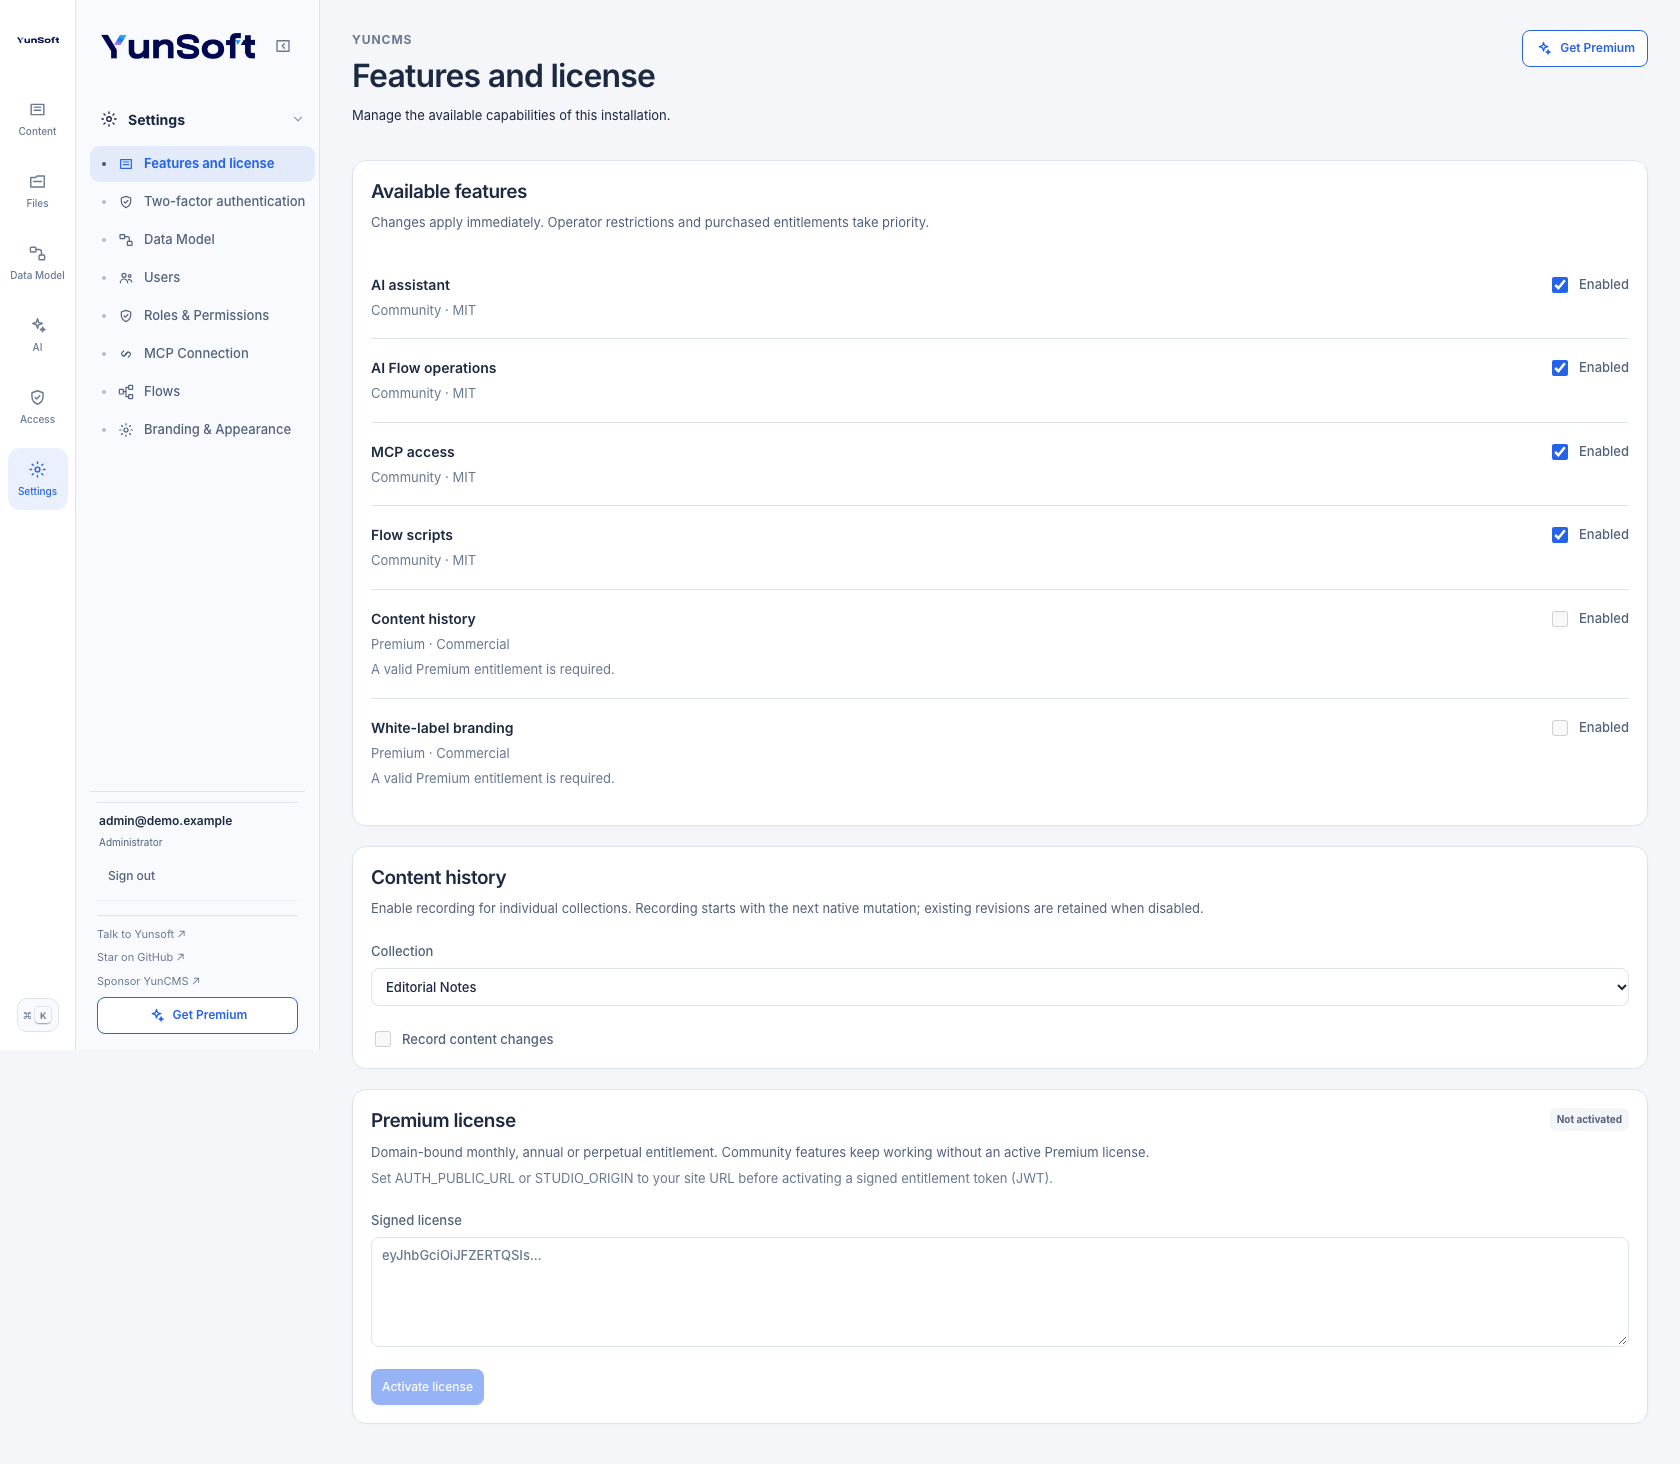 YunSoft
Content
Files
Data Model
AI
Access
Settings
⌘ K
YunSoft
Settings
Features and license
Two-factor authentication
Data Model
Users
Roles & Permissions
MCP Connection
Flows
Branding & Appearance
admin@demo.example
Administrator
Sign out
Talk to Yunsoft ↗
Star on GitHub ↗
Sponsor YunCMS ↗
Get Premium
YUNCMS
Features and license
Manage the available capabilities of this installation.
Get Premium
Available features
Changes apply immediately. Operator restrictions and purchased entitlements take priority.
AI assistant
Enabled
Community · MIT
AI Flow operations
Enabled
Community · MIT
MCP access
Enabled
Community · MIT
Flow scripts
Enabled
Community · MIT
Content history
Enabled
Premium · Commercial
A valid Premium entitlement is required.
White-label branding
Enabled
Premium · Commercial
A valid Premium entitlement is required.
Content history
Enable recording for individual collections. Recording starts with the next native mutation; existing revisions are retained when disabled.
Collection
Editorial Notes
Record content changes
Premium license
Not activated
Domain-bound monthly, annual or perpetual entitlement. Community features keep working without an active Premium license.
Set AUTH_PUBLIC_URL or STUDIO_ORIGIN to your site URL before activating a signed entitlement token (JWT).
Signed license
eyJhbGciOiJFZERTQSIs...
Activate license